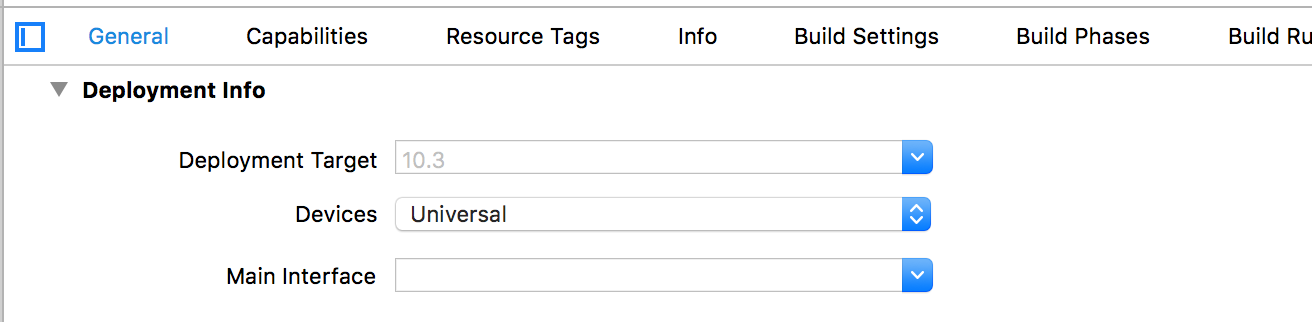 General Capabilities Resource Tags Info Build Settings Build Phases Build Ru
Deployment Info
Deployment Target 10.3
Devices Universal
Main Interface